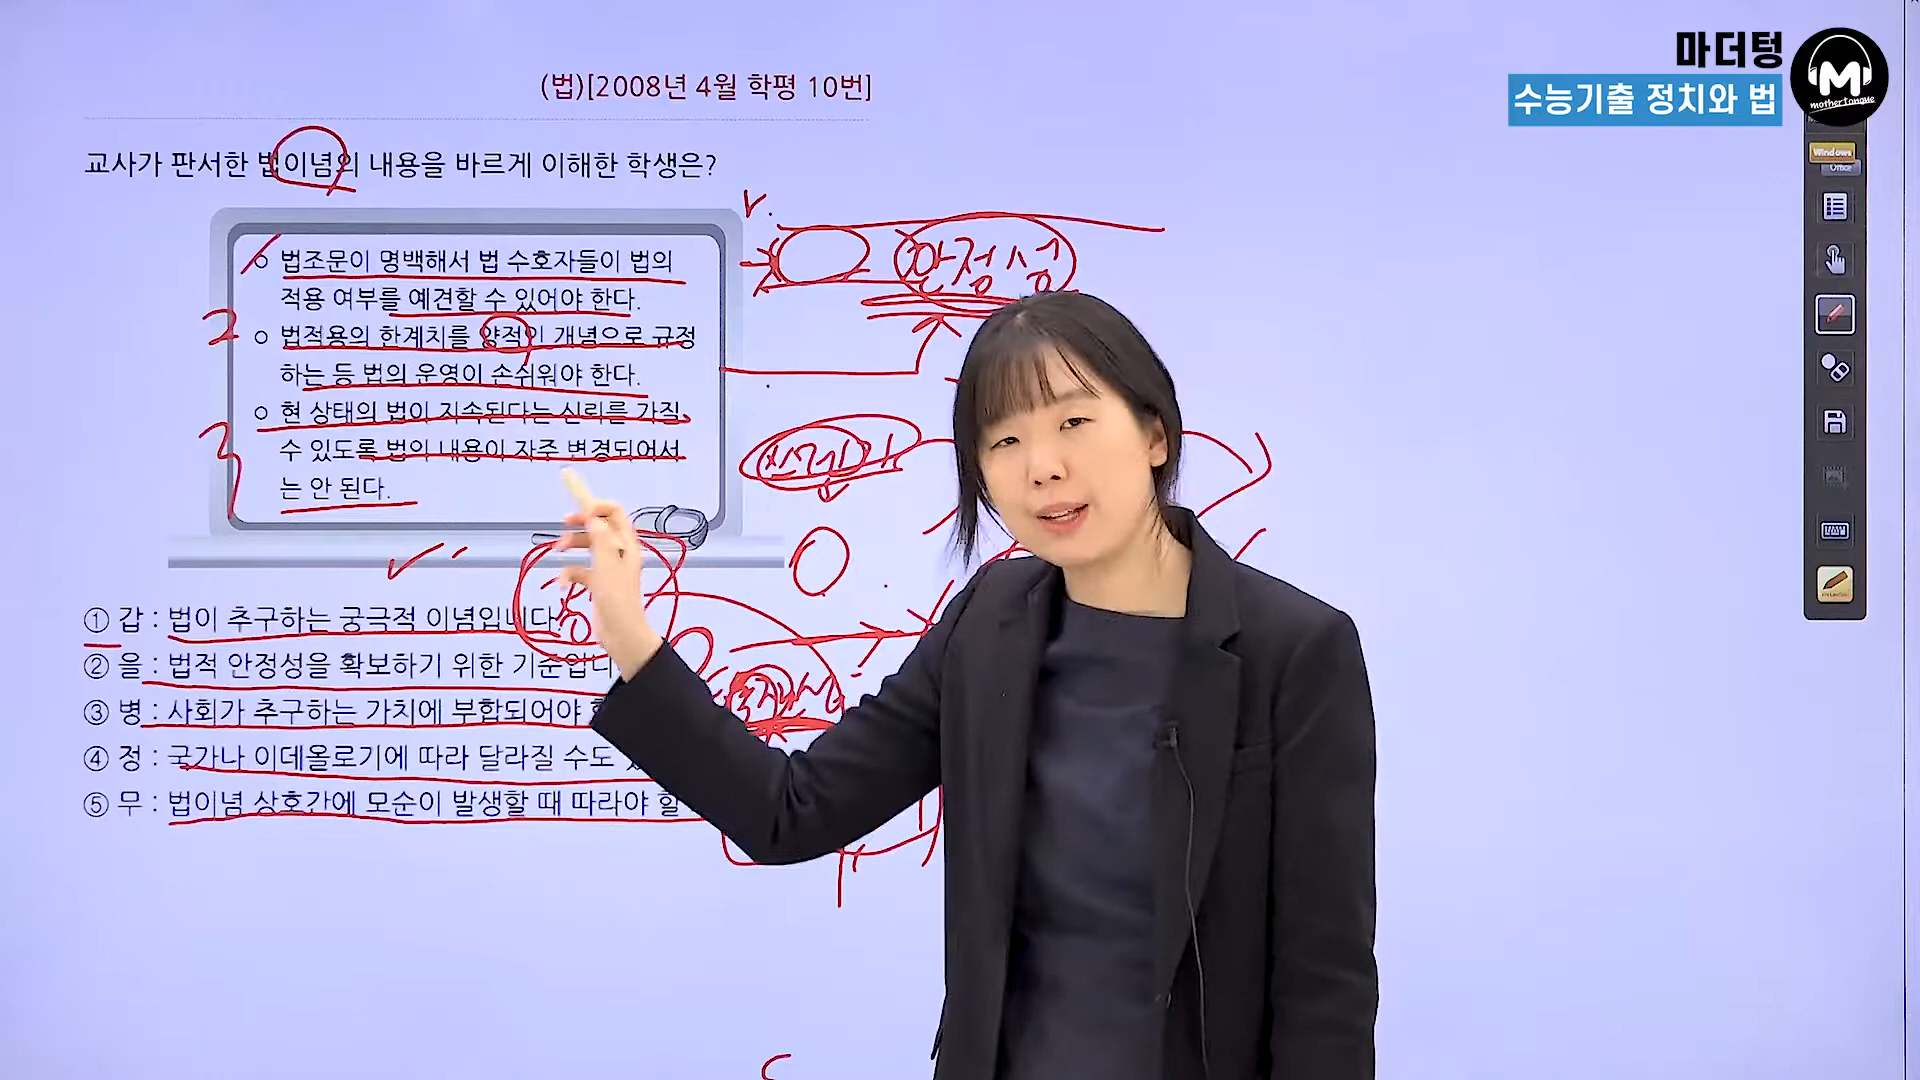 마더텅
수능기출 정치와 법
mothertongue
(법)[2008년 4월 학평 10번]
교사가 판서한 법이념의 내용을 바르게 이해한 학생은?
○ 법조문이 명백해서 법 수호자들이 법의
적용 여부를 예견할 수 있어야 한다.
○ 법적용의 한계치를 양적인 개념으로 규정
하는 등 법의 운영이 손쉬워야 한다.
○ 현 상태의 법이 지속된다는 신뢰를 가질
수 있도록 법의 내용이 자주 변경되어서
는 안 된다.
안정성
2
3
① 갑 : 법이 추구하는 궁극적 이념입니다.
② 을 : 법적 안정성을 확보하기 위한 기준입니
③ 병 : 사회가 추구하는 가치에 부합되어야
④ 정 : 국가나 이데올로기에 따라 달라질 수도
⑤ 무 : 법이념 상호간에 모순이 발생할 때 따라야 할
Windows
Office